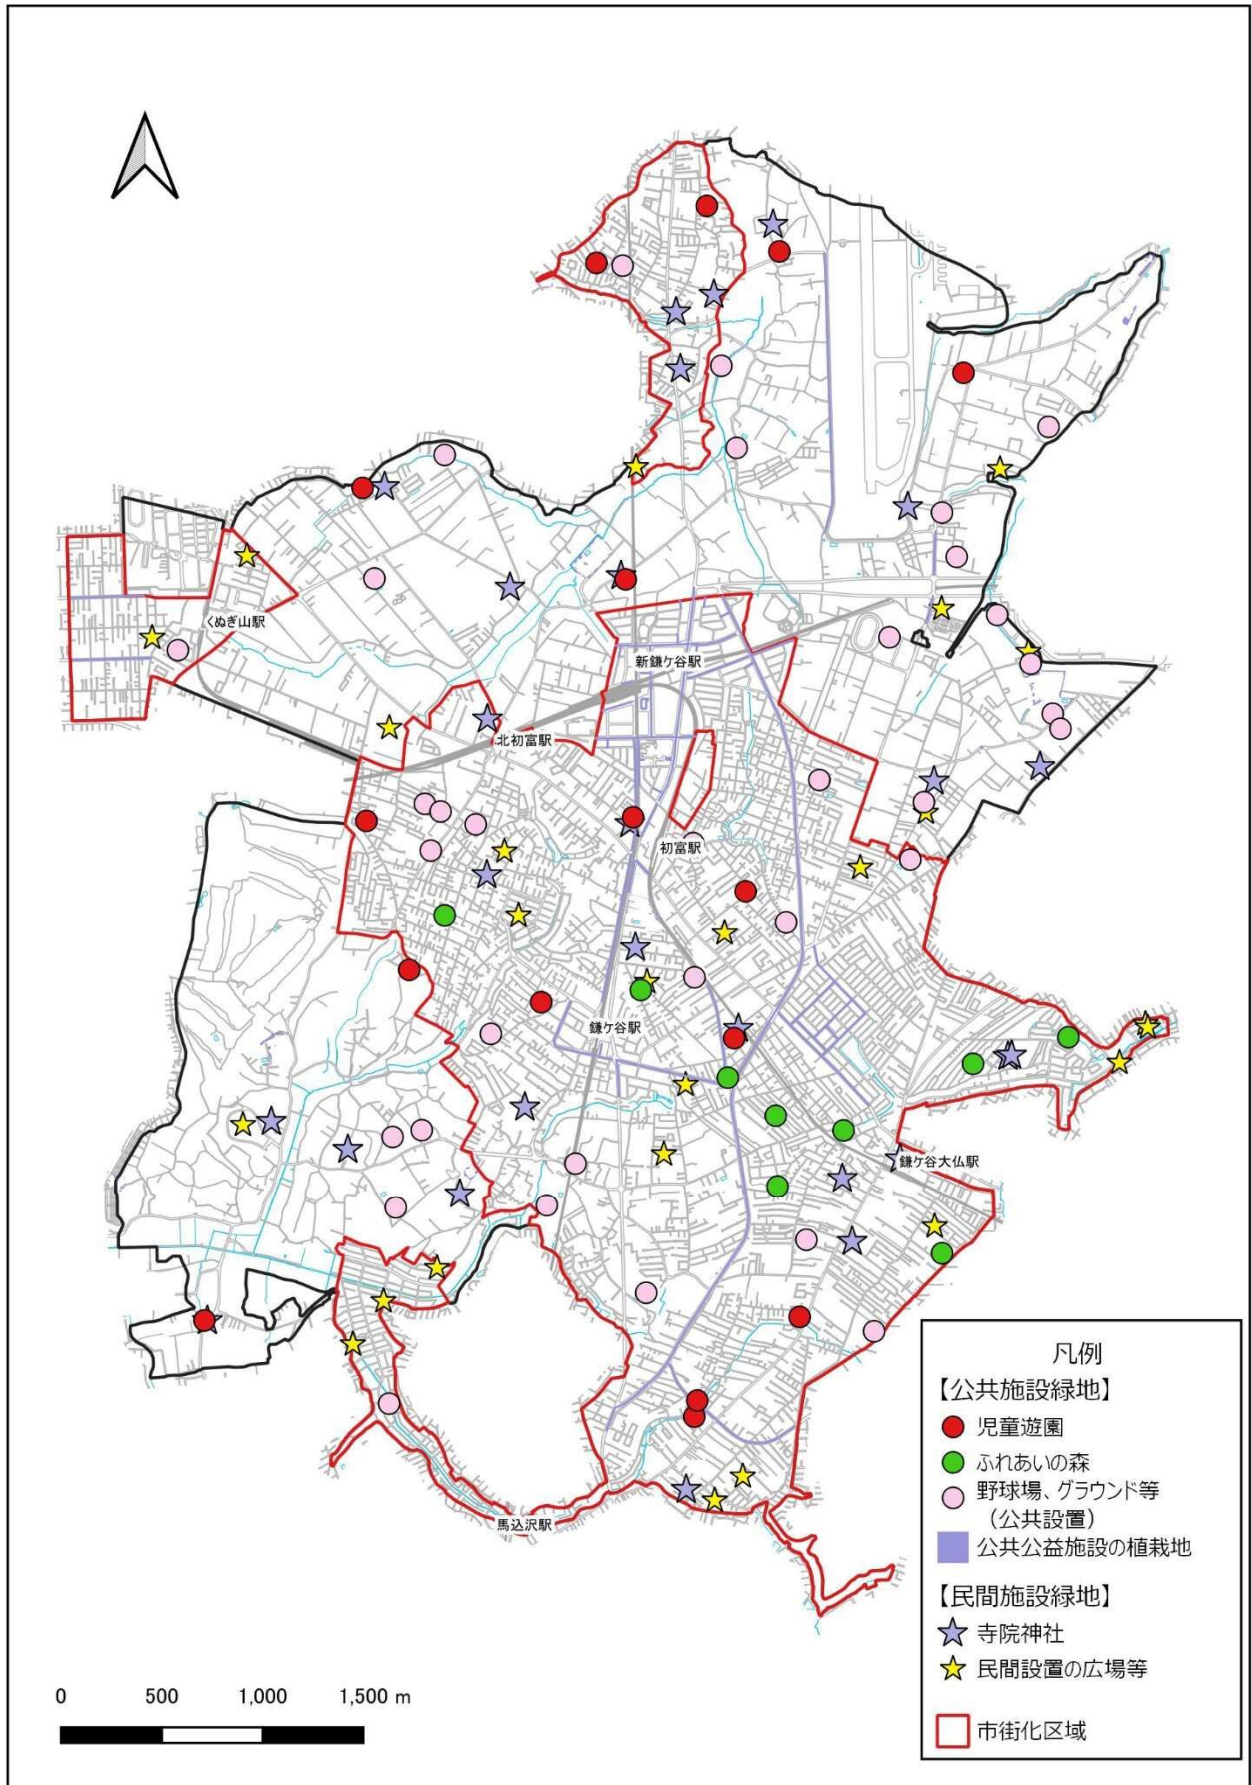 くぬぎ山駅
新鎌ケ谷駅
北初富駅
初富駅
鎌ケ谷駅
鎌ケ谷大仏駅
馬込沢駅
凡例
【公共施設緑地】
児童遊園
ふれあいの森
野球場、グラウンド等
(公共設置)
公共公益施設の植栽地
【民間施設緑地】
寺院神社
民間設置の広場等
市街化区域
0 500 1,000 1,500 m